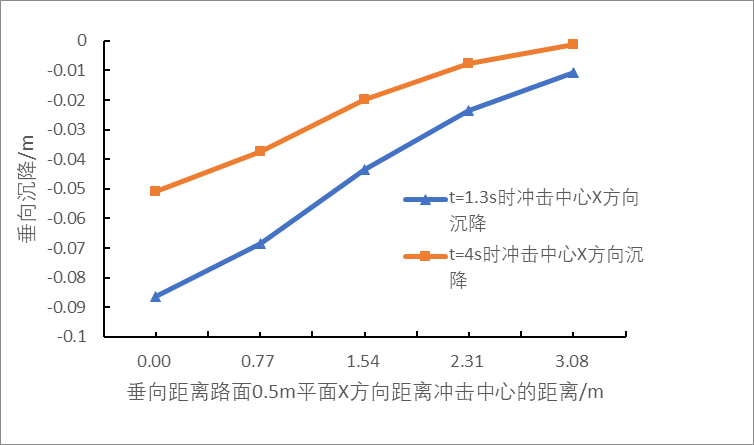 0
-0.01
-0.02
-0.03
-0.04
-0.05
-0.06
-0.07
-0.08
-0.09
-0.1
垂向沉降/m
t=1.3s时冲击中心X方向
沉降
t=4s时冲击中心X方向沉
降
0.00 0.77 1.54 2.31 3.08
垂向距离路面0.5m平面X方向距离冲击中心的距离/m